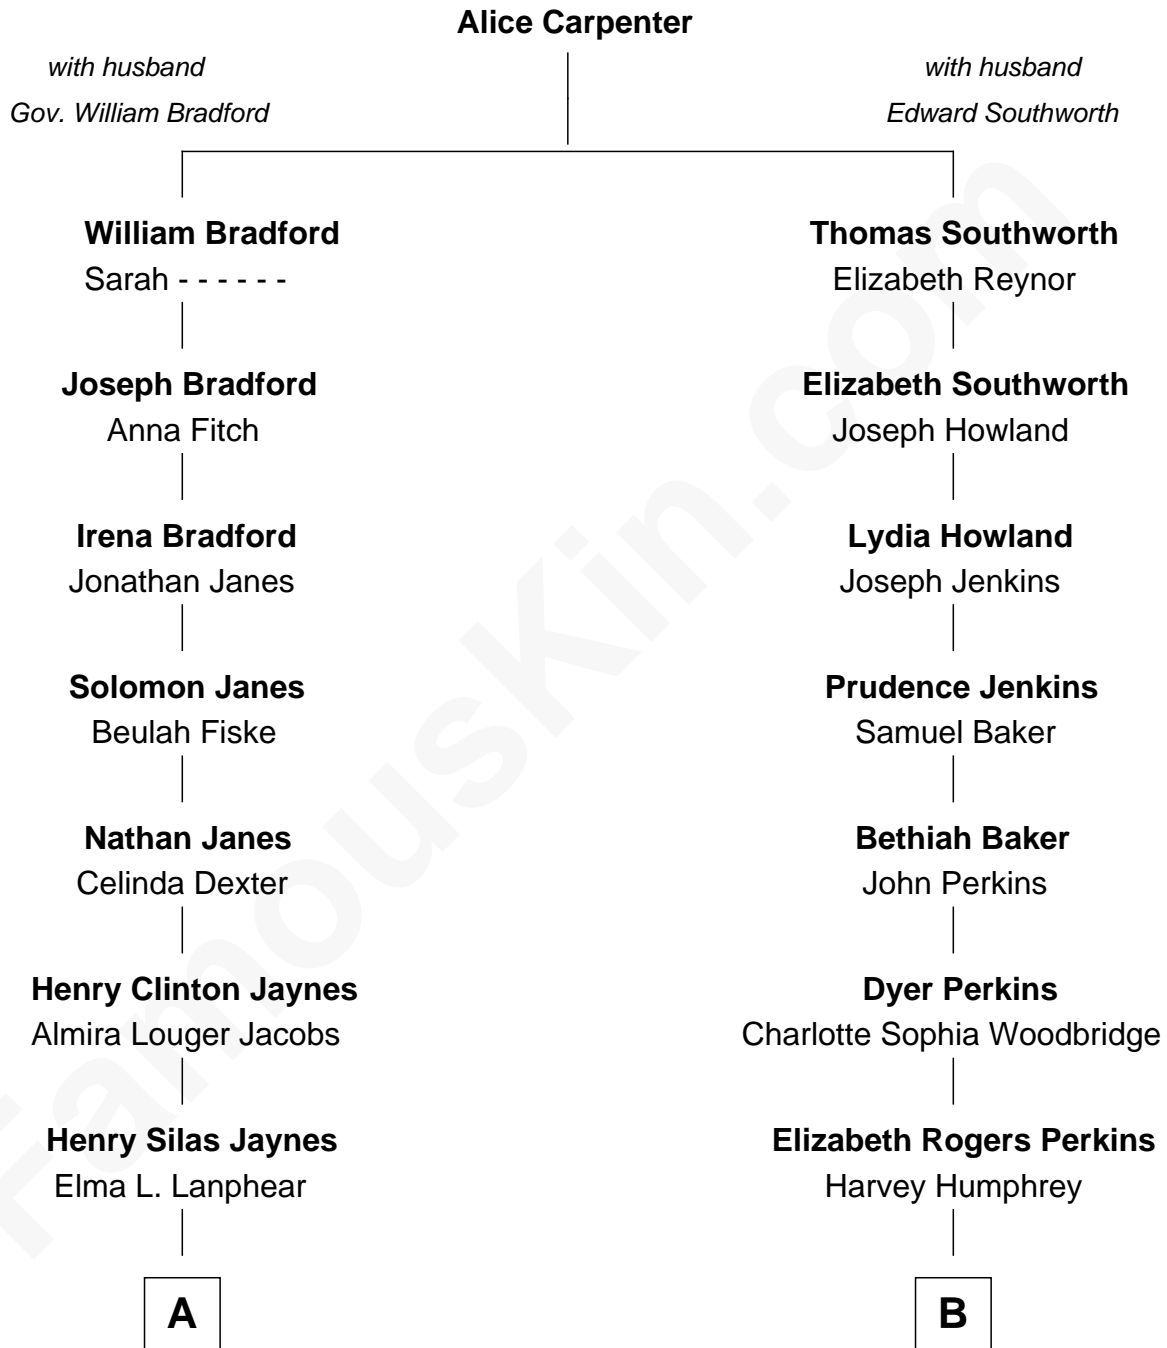 Alice Carpenter
with husband
Gov. William Bradford
with husband
Edward Southworth
William Bradford
Sarah - - - - - -
Thomas Southworth
Elizabeth Reynor
Joseph Bradford
Anna Fitch
Elizabeth Southworth
Joseph Howland
Irena Bradford
Jonathan Janes
Lydia Howland
Joseph Jenkins
Solomon Janes
Beulah Fiske
Prudence Jenkins
Samuel Baker
Nathan Janes
Celinda Dexter
Bethiah Baker
John Perkins
Henry Clinton Jaynes
Almira Louger Jacobs
Dyer Perkins
Charlotte Sophia Woodbridge
Henry Silas Jaynes
Elma L. Lanphear
Elizabeth Rogers Perkins
Harvey Humphrey
A
B
FamousKin.com